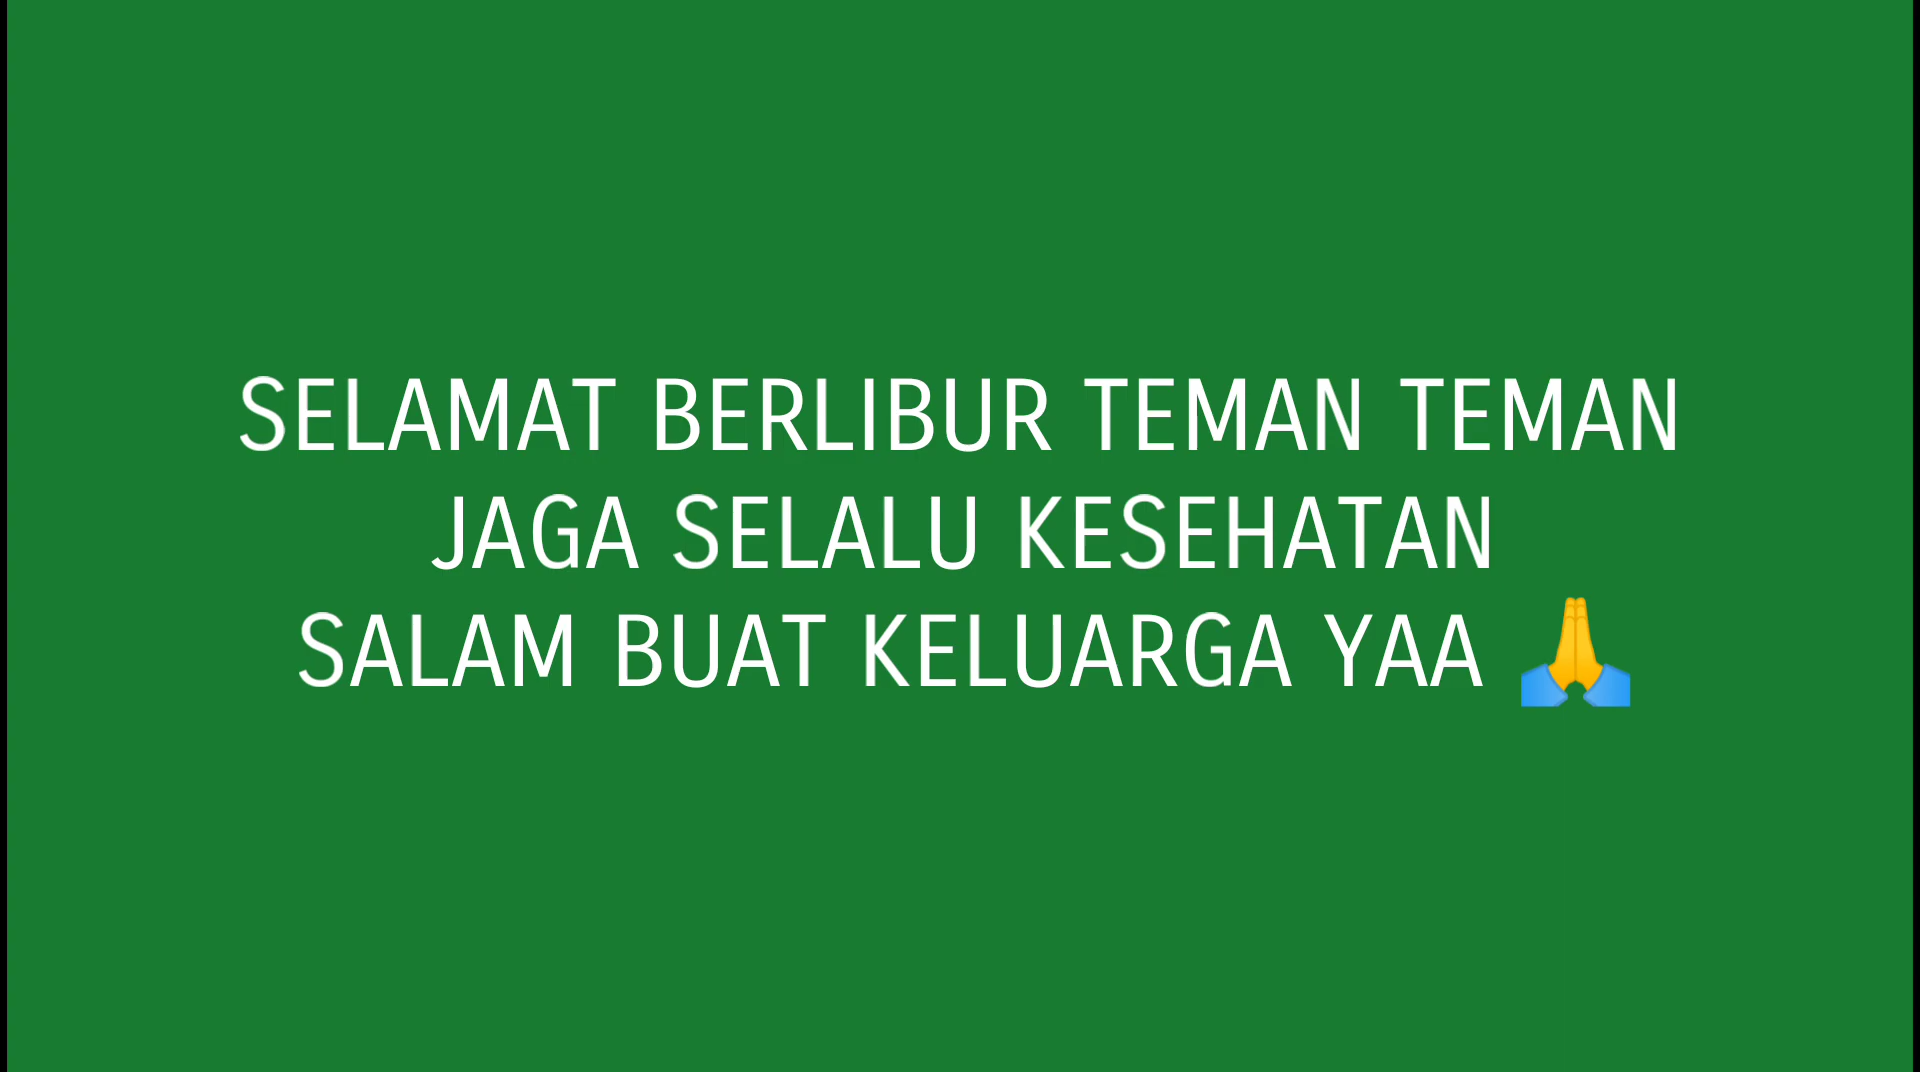 SELAMAT BERLIBUR TEMAN TEMAN
JAGA SELALU KESEHATAN
SALAM BUAT KELUARGA YAA 🙏